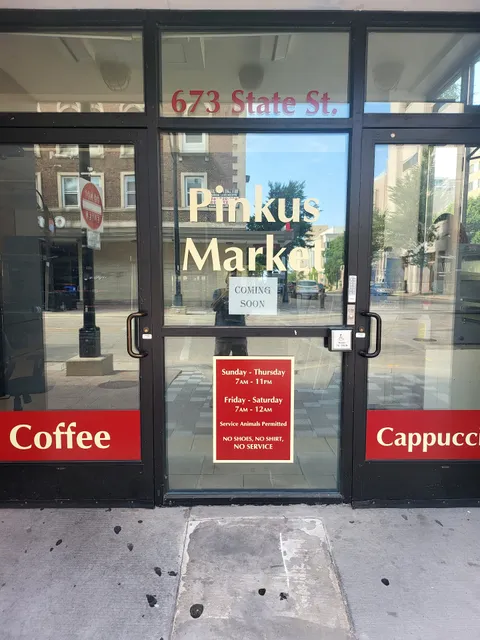 673 State St.
Pinkus
Market
COMING
SOON
Sunday - Thursday
7AM - 11PM
Friday - Saturday
7AM - 12AM
Service Animals Permitted
NO SHOES, NO SHIRT,
NO SERVICE
Coffee
Cappucci